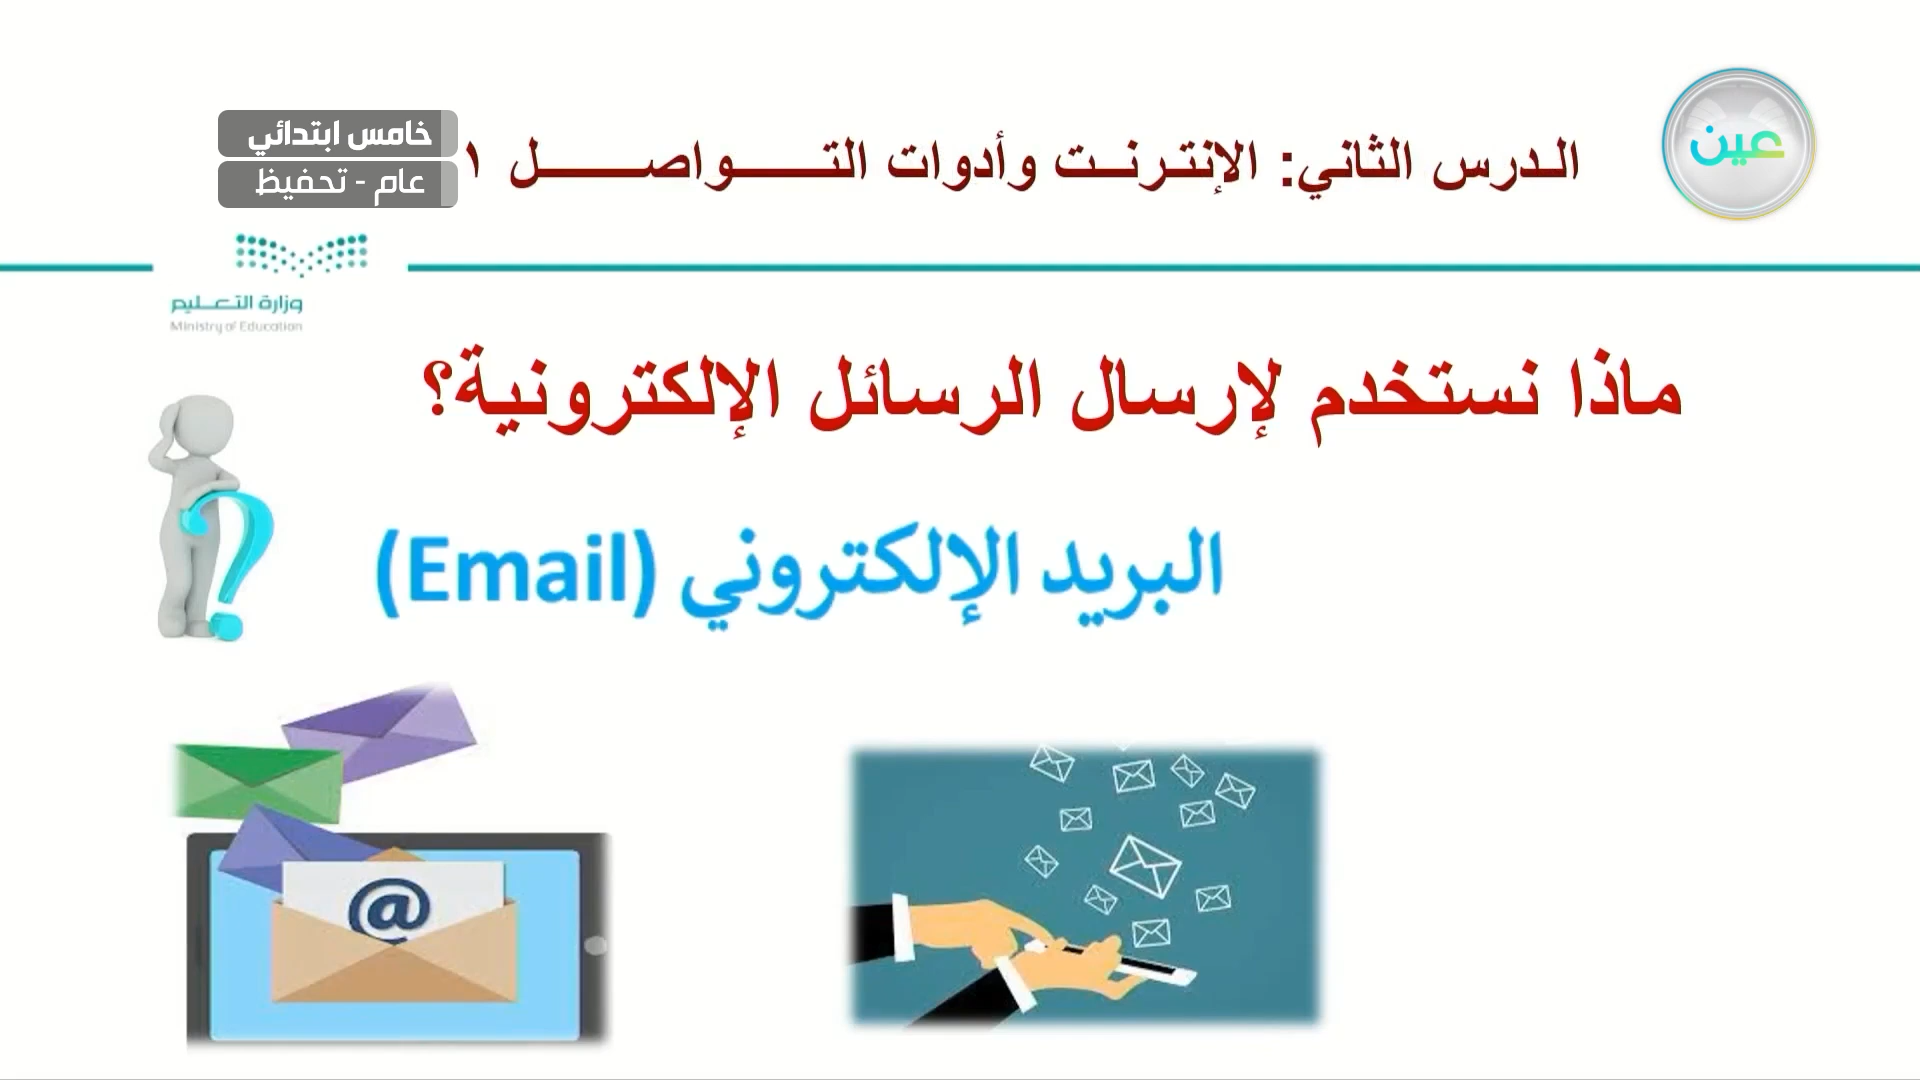 عين
خامس ابتدائي
عام - تحفيظ
الدرس الثاني: الإنترنت وأدوات التواصل ١
وزارة التعليم
Ministry of Education
ماذا نستخدم لإرسال الرسائل الإلكترونية؟
البريد الإلكتروني (Email)
@